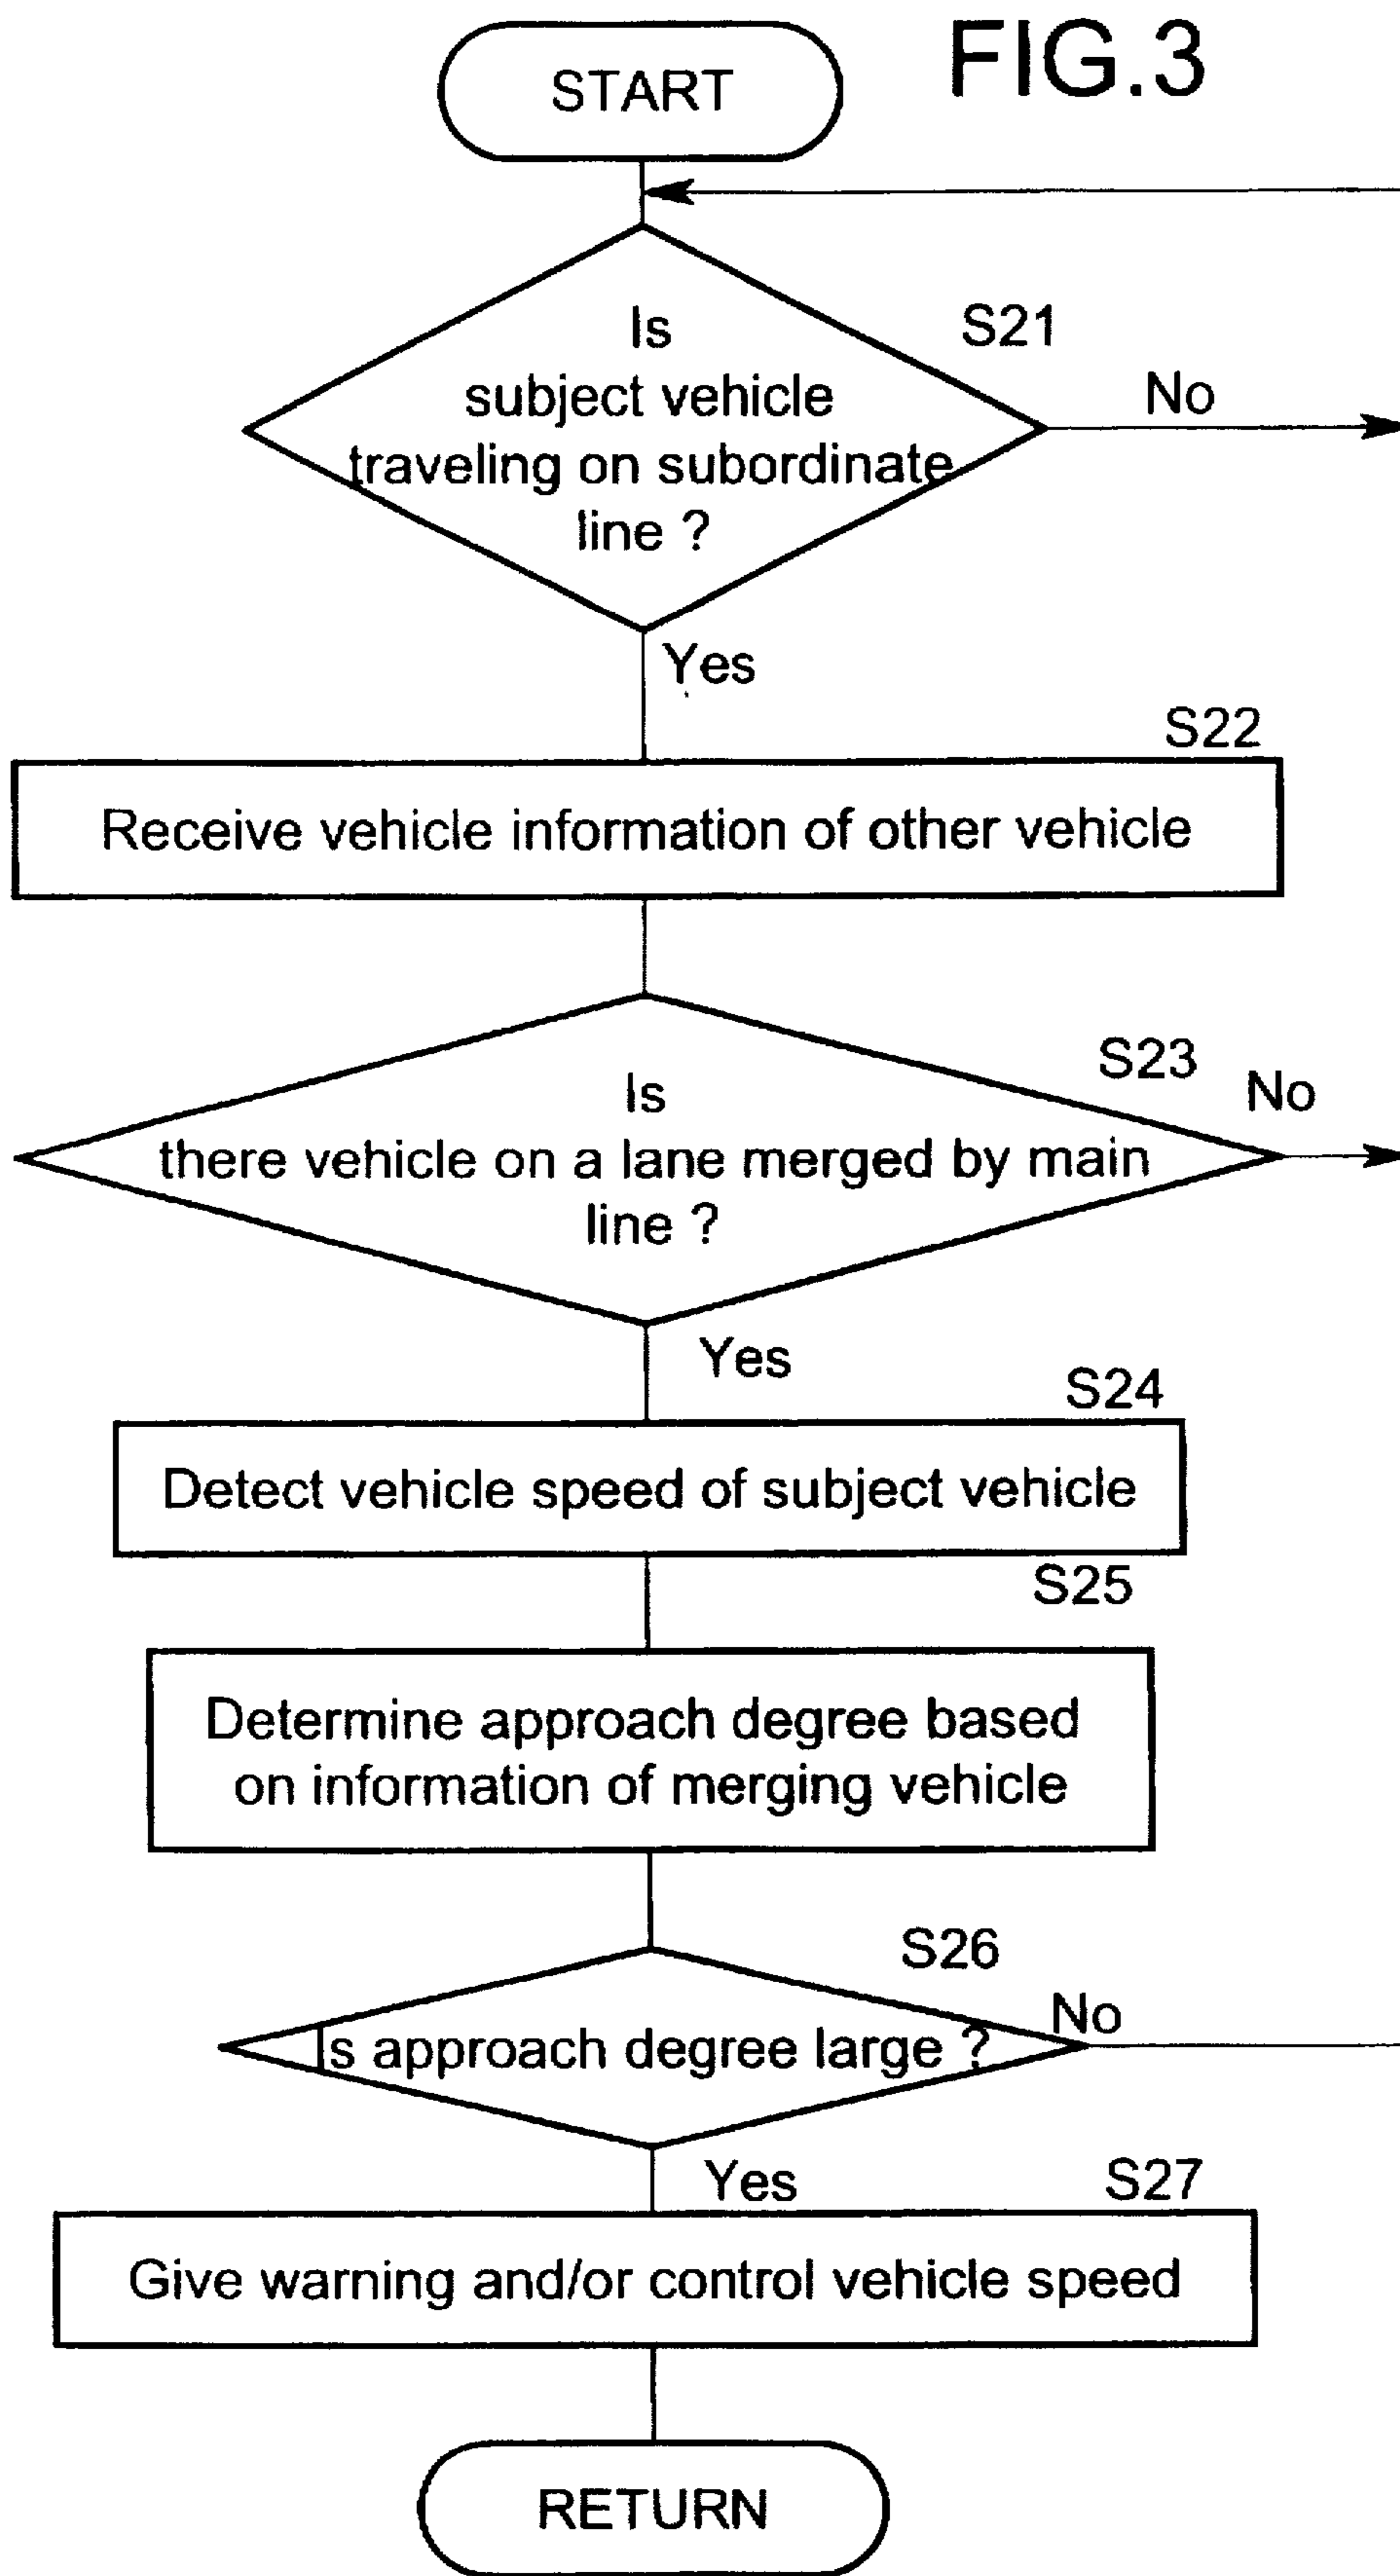 FIG.3
START
Is
subject vehicle
traveling on subordinate
line ?
S21
No
Yes
S22
Receive vehicle information of other vehicle
Is
there vehicle on a lane merged by main
line ?
S23
No
Yes
S24
Detect vehicle speed of subject vehicle
S25
Determine approach degree based
on information of merging vehicle
S26
Is approach degree large ?
No
Yes
S27
Give warning and/or control vehicle speed
RETURN